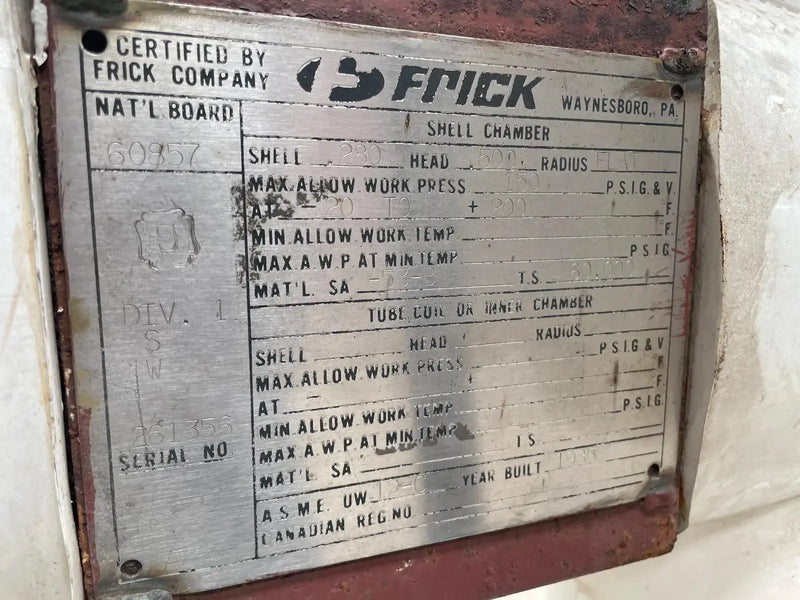 CERTIFIED BY
FRICK COMPANY
FRICK
WAYNESBORO, PA.
NAT'L. BOARD
60857
U
DIV. 1
S
W
SERIAL NO
SHELL CHAMBER
SHELL .280 HEAD RADIUS FLAT
MAX. ALLOW. WORK. PRESS P.S.I.G. & V.
AT - 20 TO + 200 °F.
MIN. ALLOW. WORK. TEMP. °F.
MAX. A.W.P. AT MIN. TEMP. P.S.I.G.
MAT'L. SA T.S. 60,000
TUBE, COIL OR INNER CHAMBER
SHELL HEAD RADIUS
MAX. ALLOW. WORK. PRESS P.S.I.G. & V.
AT - + °F.
MIN. ALLOW. WORK. TEMP. °F.
MAX. A.W.P. AT MIN. TEMP. P.S.I.G.
MAT'L. SA T.S.
A.S.M.E. UW YEAR BUILT
CANADIAN REG. NO.